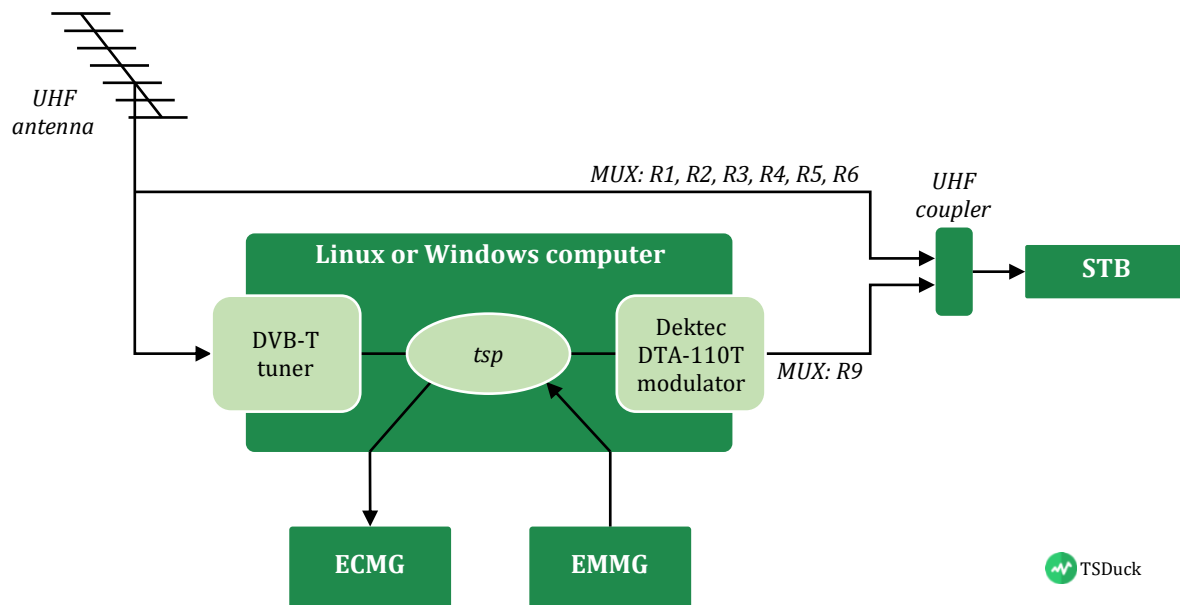 UHF
antenna
MUX: R1, R2, R3, R4, R5, R6
UHF
coupler
Linux or Windows computer
STB
DVB-T
tuner
tsp
Dektec
DTA-110T
modulator
MUX: R9
ECMG
EMMG
TSDuck